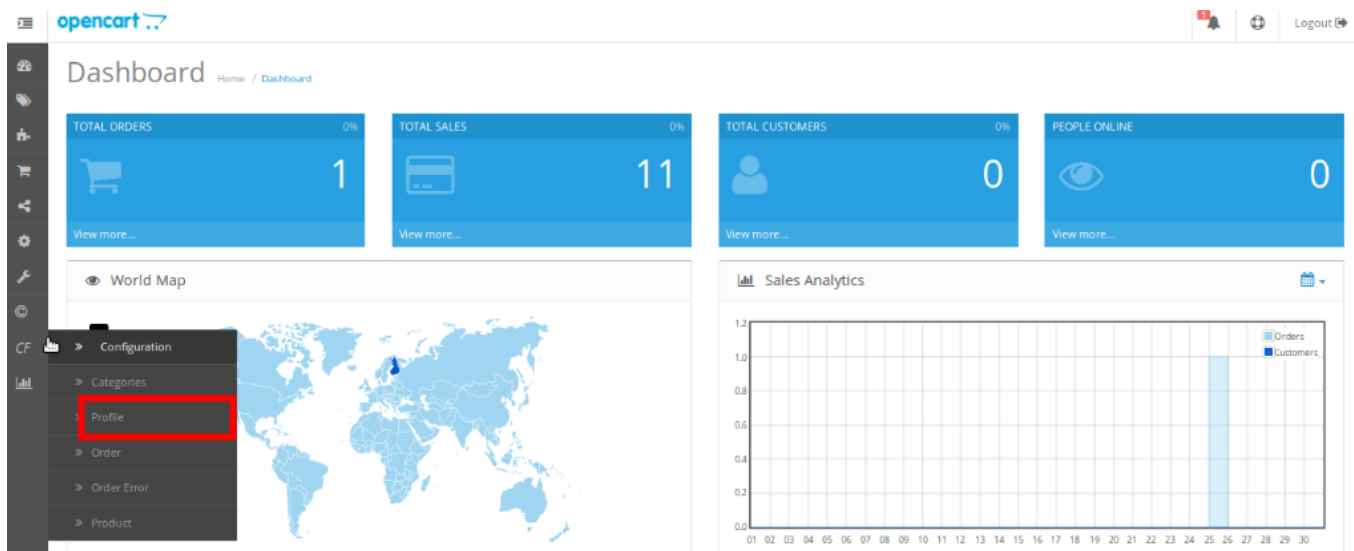 opencart
1
Logout
Dashboard Home / Dashboard
TOTAL ORDERS 0%
1
View more...
TOTAL SALES 0%
11
View more...
TOTAL CUSTOMERS 0%
0
View more...
PEOPLE ONLINE
0
View more...
World Map
Sales Analytics
CF
» Configuration
» Categories
» Profile
» Order
» Order Error
» Product
Orders
Customers
1.2
1.0
0.8
0.6
0.4
0.2
0.0
01 02 03 04 05 06 07 08 09 10 11 12 13 14 15 16 17 18 19 20 21 22 23 24 25 26 27 28 29 30